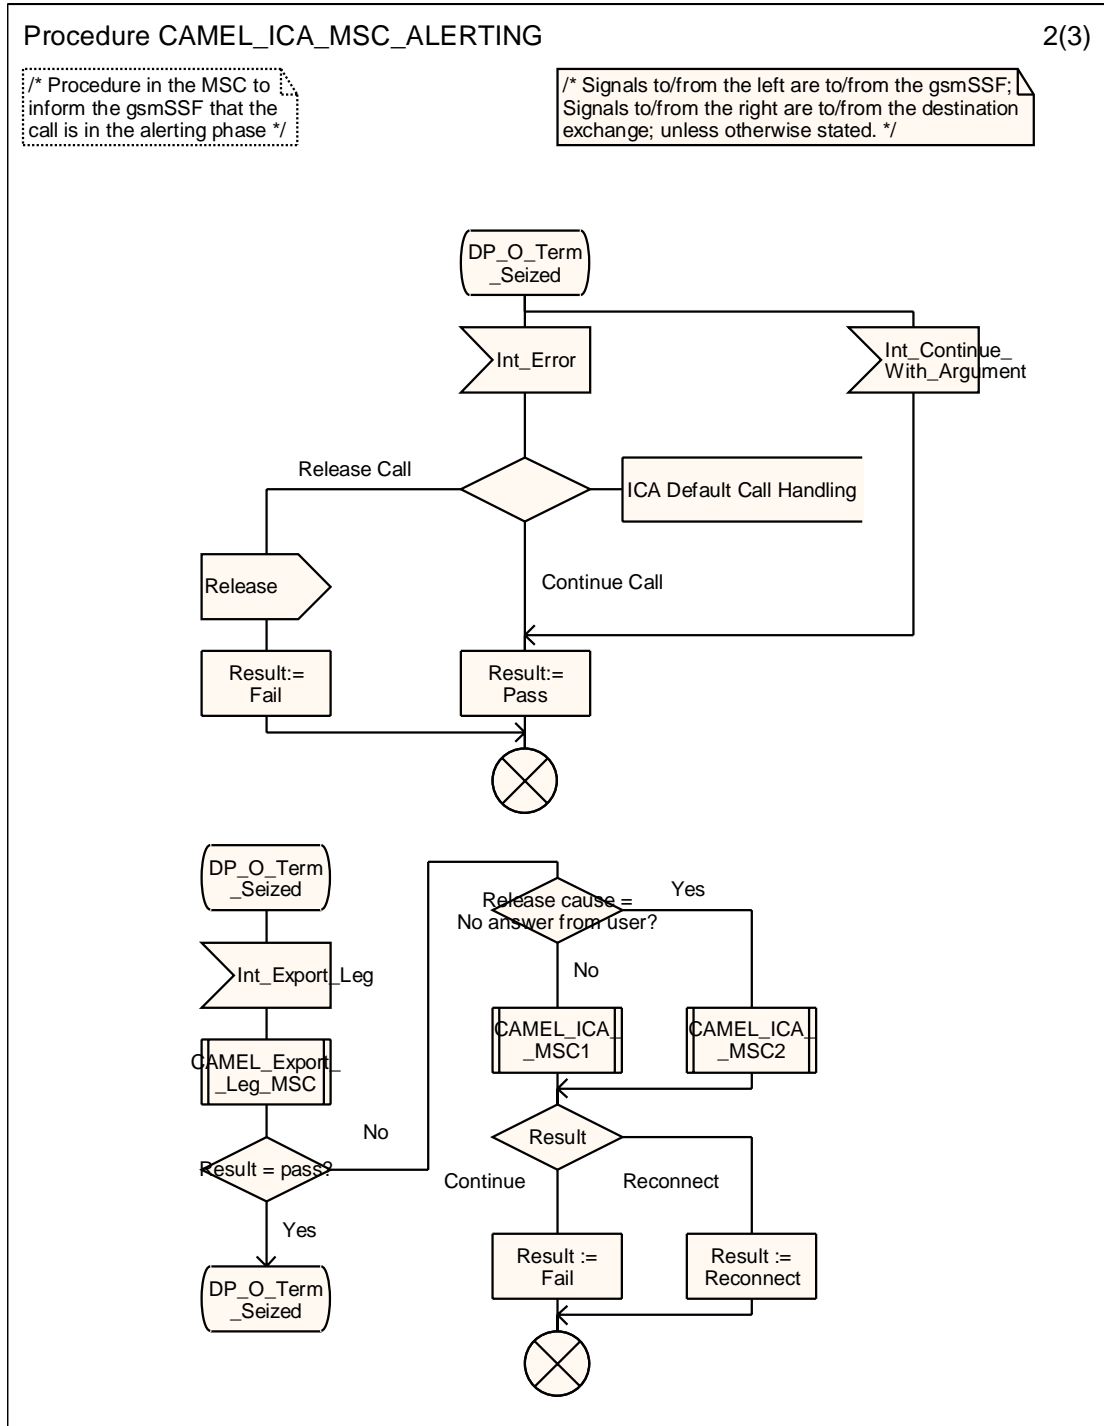 Procedure CAMEL_ICA_MSC_ALERTING
2(3)
/* Procedure in the MSC to
inform the gsmSSF that the
call is in the alerting phase */
/* Signals to/from the left are to/from the gsmSSF;
Signals to/from the right are to/from the destination
exchange; unless otherwise stated. */
DP_O_Term
_Seized
Int_Error
Int_Continue_
With_Argument
Release Call
ICA Default Call Handling
Release
Continue Call
Result:=
Fail
Result:=
Pass
DP_O_Term
_Seized
Release cause =
No answer from user?
Yes
Int_Export_Leg
No
CAMEL_ICA_
_MSC1
CAMEL_ICA_
_MSC2
CAMEL_Export_
_Leg_MSC
No
Result
Result = pass?
Continue
Reconnect
Yes
Result :=
Fail
Result :=
Reconnect
DP_O_Term
_Seized